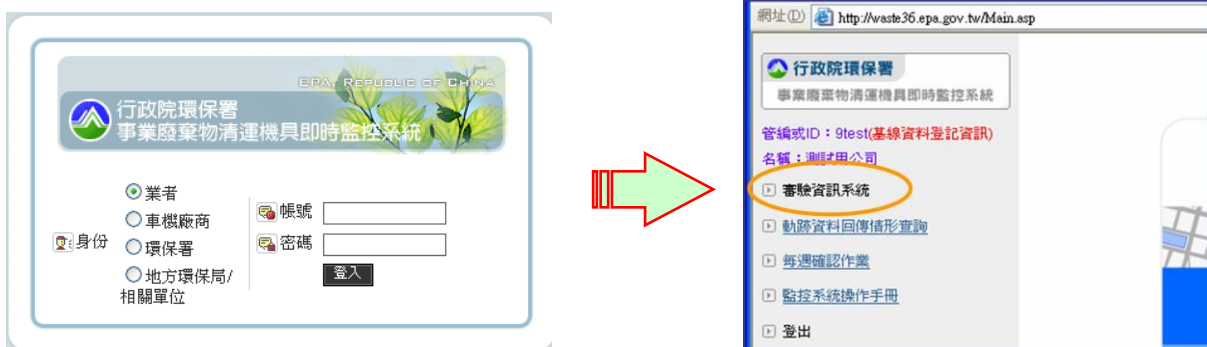 EPA, REPUBLIC OF CHINA
行政院環保署
事業廢棄物清運機具即時監控系統
身份
業者
車機廠商
環保署
地方環保局/
相關單位
帳號
密碼
登入
網址(D) http://waste36.epa.gov.tw/Main.asp
行政院環保署
事業廢棄物清運機具即時監控系統
管編或ID：9test(基線資料登記資訊)
名稱：測試用公司
審驗資訊系統
軌跡資料回傳情形查詢
每週確認作業
監控系統操作手冊
登出